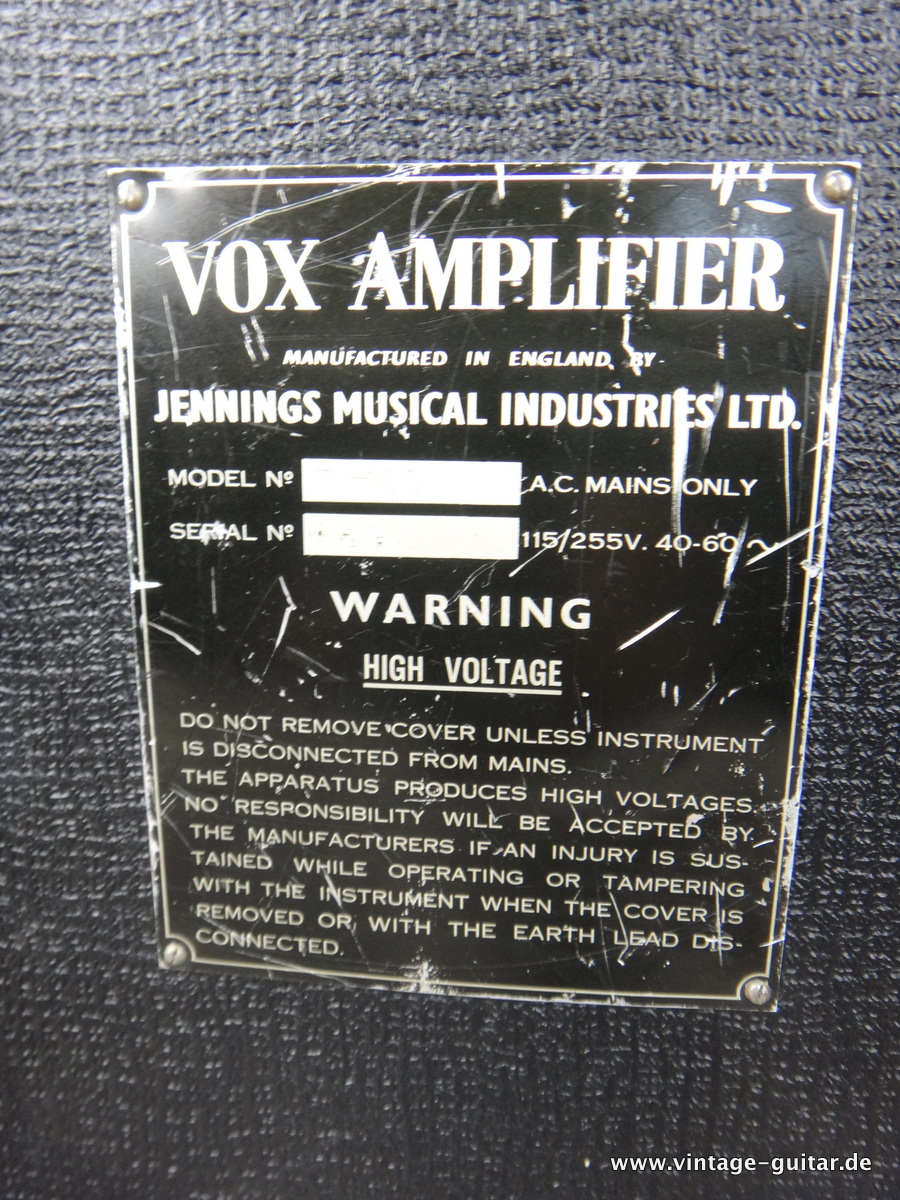 VOX AMPLIFIER
MANUFACTURED IN ENGLAND, BY-
JENNINGS MUSICAL INDUSTRIES LTD.
MODEL Nº A.C. MAINS ONLY
SERIAL Nº 115/255V. 40-60 ~
WARNING
HIGH VOLTAGE
DO NOT REMOVE COVER UNLESS INSTRUMENT
IS DISCONNECTED FROM MAINS.
THE APPARATUS PRODUCES HIGH VOLTAGES.
NO RESPONSIBILITY WILL BE ACCEPTED BY
THE MANUFACTURERS IF AN INJURY IS SUS-
TAINED WHILE OPERATING OR TAMPERING
WITH THE INSTRUMENT WHEN THE COVER IS
REMOVED OR WITH THE EARTH LEAD DIS-
CONNECTED.
www.vintage-guitar.de